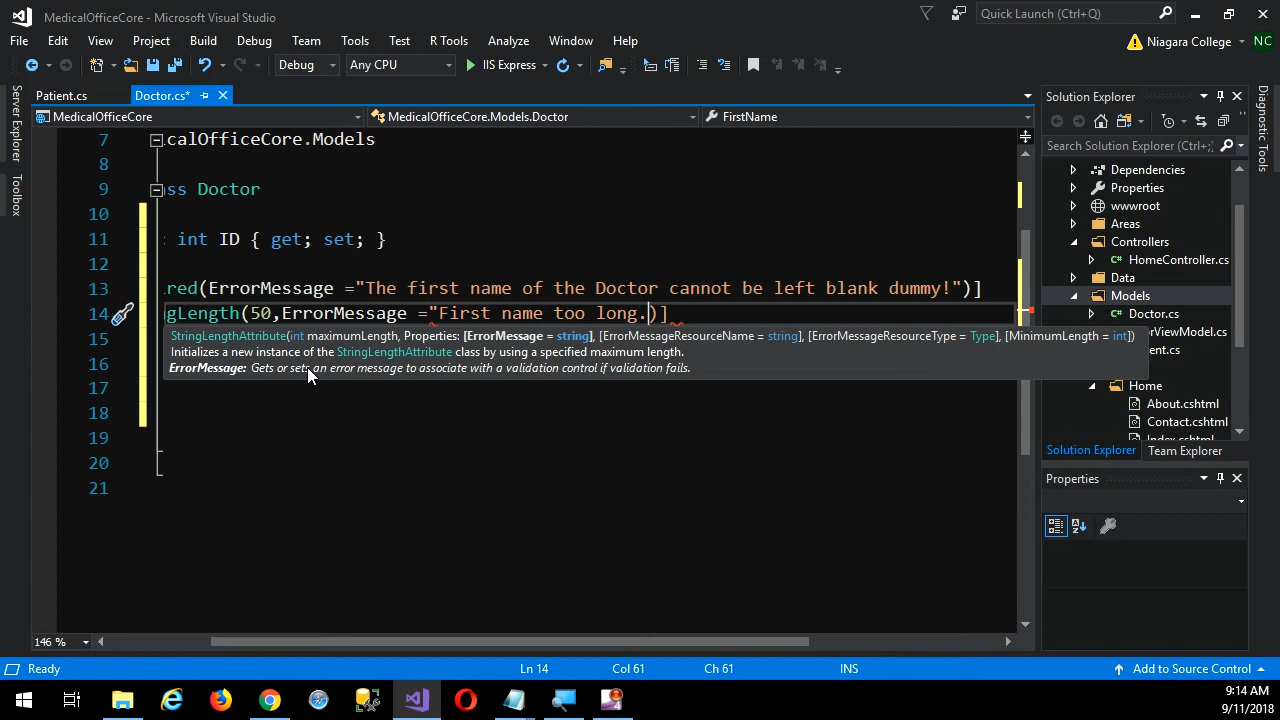 MedicalOfficeCore - Microsoft Visual Studio
Quick Launch (Ctrl+Q)
File Edit View Project Build Debug Team Tools Test R Tools Analyze Window Help
Niagara College NC
Debug Any CPU IIS Express
Server Explorer
Toolbox
Patient.cs Doctor.cs*
MedicalOfficeCore MedicalOfficeCore.Models.Doctor FirstName
7 calOfficeCore.Models
8
9 ss Doctor
10
11 int ID { get; set; }
12
13 red(ErrorMessage ="The first name of the Doctor cannot be left blank dummy!")]
14 gLength(50,ErrorMessage ="First name too long.)]
15 StringLengthAttribute(int maximumLength, Properties: [ErrorMessage = string], [ErrorMessageResourceName = string], [ErrorMessageResourceType = Type], [MinimumLength = int])
Initializes a new instance of the StringLengthAttribute class by using a specified maximum length.
16 ErrorMessage: Gets or sets an error message to associate with a validation control if validation fails.
17
18
19
20
21
146 %
Solution Explorer
Search Solution Explorer (Ctrl+;)
Dependencies
Properties
wwwroot
Areas
Controllers
C# HomeController.cs
Data
Models
C# Doctor.cs
rViewModel.cs
ent.cs
Home
About.cshtml
Contact.cshtml
Index.cshtml
Solution Explorer Team Explorer
Properties
Diagnostic Tools
Ready Ln 14 Col 61 Ch 61 INS Add to Source Control
9:14 AM
9/11/2018